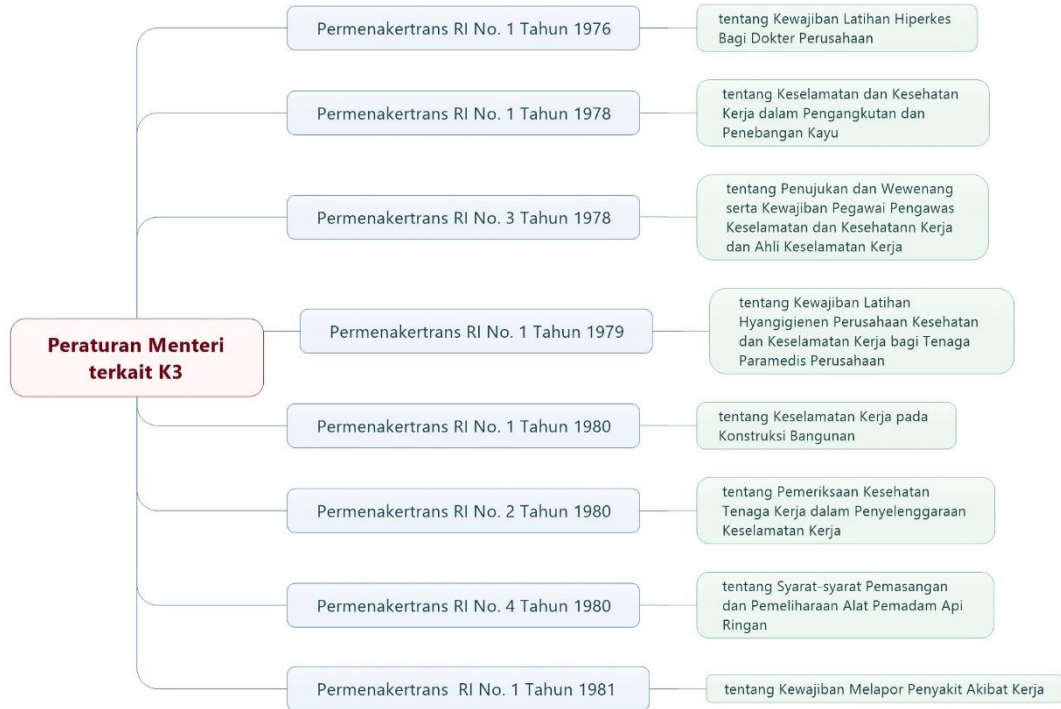 Permenakertrans RI No. 1 Tahun 1976
tentang Kewajiban Latihan Hiperkes
Bagi Dokter Perusahaan
Permenakertrans RI No. 1 Tahun 1978
tentang Keselamatan dan Kesehatan
Kerja dalam Pengangkutan dan
Penebangan Kayu
Permenakertrans RI No. 3 Tahun 1978
tentang Penujukan dan Wewenang
serta Kewajiban Pegawai Pengawas
Keselamatan dan Kesehatann Kerja
dan Ahli Keselamatan Kerja
Peraturan Menteri
terkait K3
Permenakertrans RI No. 1 Tahun 1979
tentang Kewajiban Latihan
Hyangigienen Perusahaan Kesehatan
dan Keselamatan Kerja bagi Tenaga
Paramedis Perusahaan
Permenakertrans RI No. 1 Tahun 1980
tentang Keselamatan Kerja pada
Konstruksi Bangunan
Permenakertrans RI No. 2 Tahun 1980
tentang Pemeriksaan Kesehatan
Tenaga Kerja dalam Penyelenggaraan
Keselamatan Kerja
Permenakertrans RI No. 4 Tahun 1980
tentang Syarat-syarat Pemasangan
dan Pemeliharaan Alat Pemadam Api
Ringan
Permenakertrans RI No. 1 Tahun 1981
tentang Kewajiban Melapor Penyakit Akibat Kerja